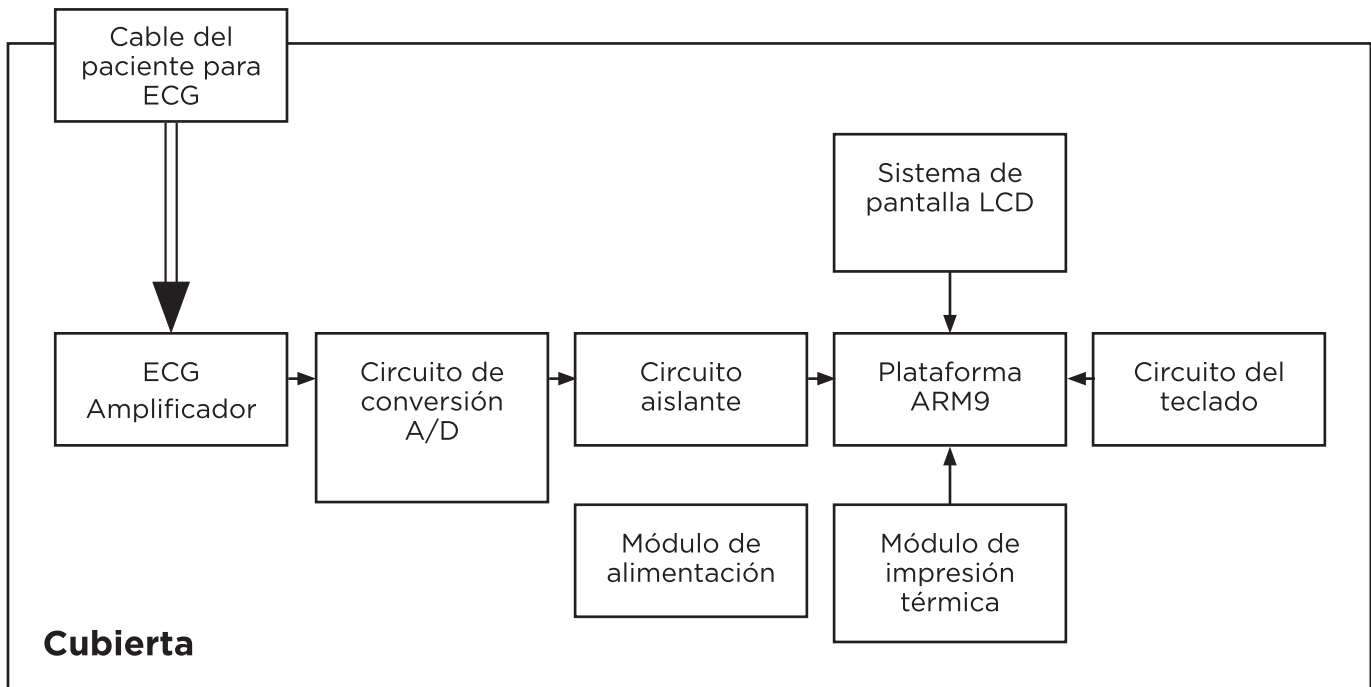 Cable del
paciente para
ECG
Sistema de
pantalla LCD
ECG
Amplificador
Circuito de
conversión
A/D
Circuito
aislante
Plataforma
ARM9
Circuito del
teclado
Módulo de
alimentación
Módulo de
impresión
térmica
Cubierta